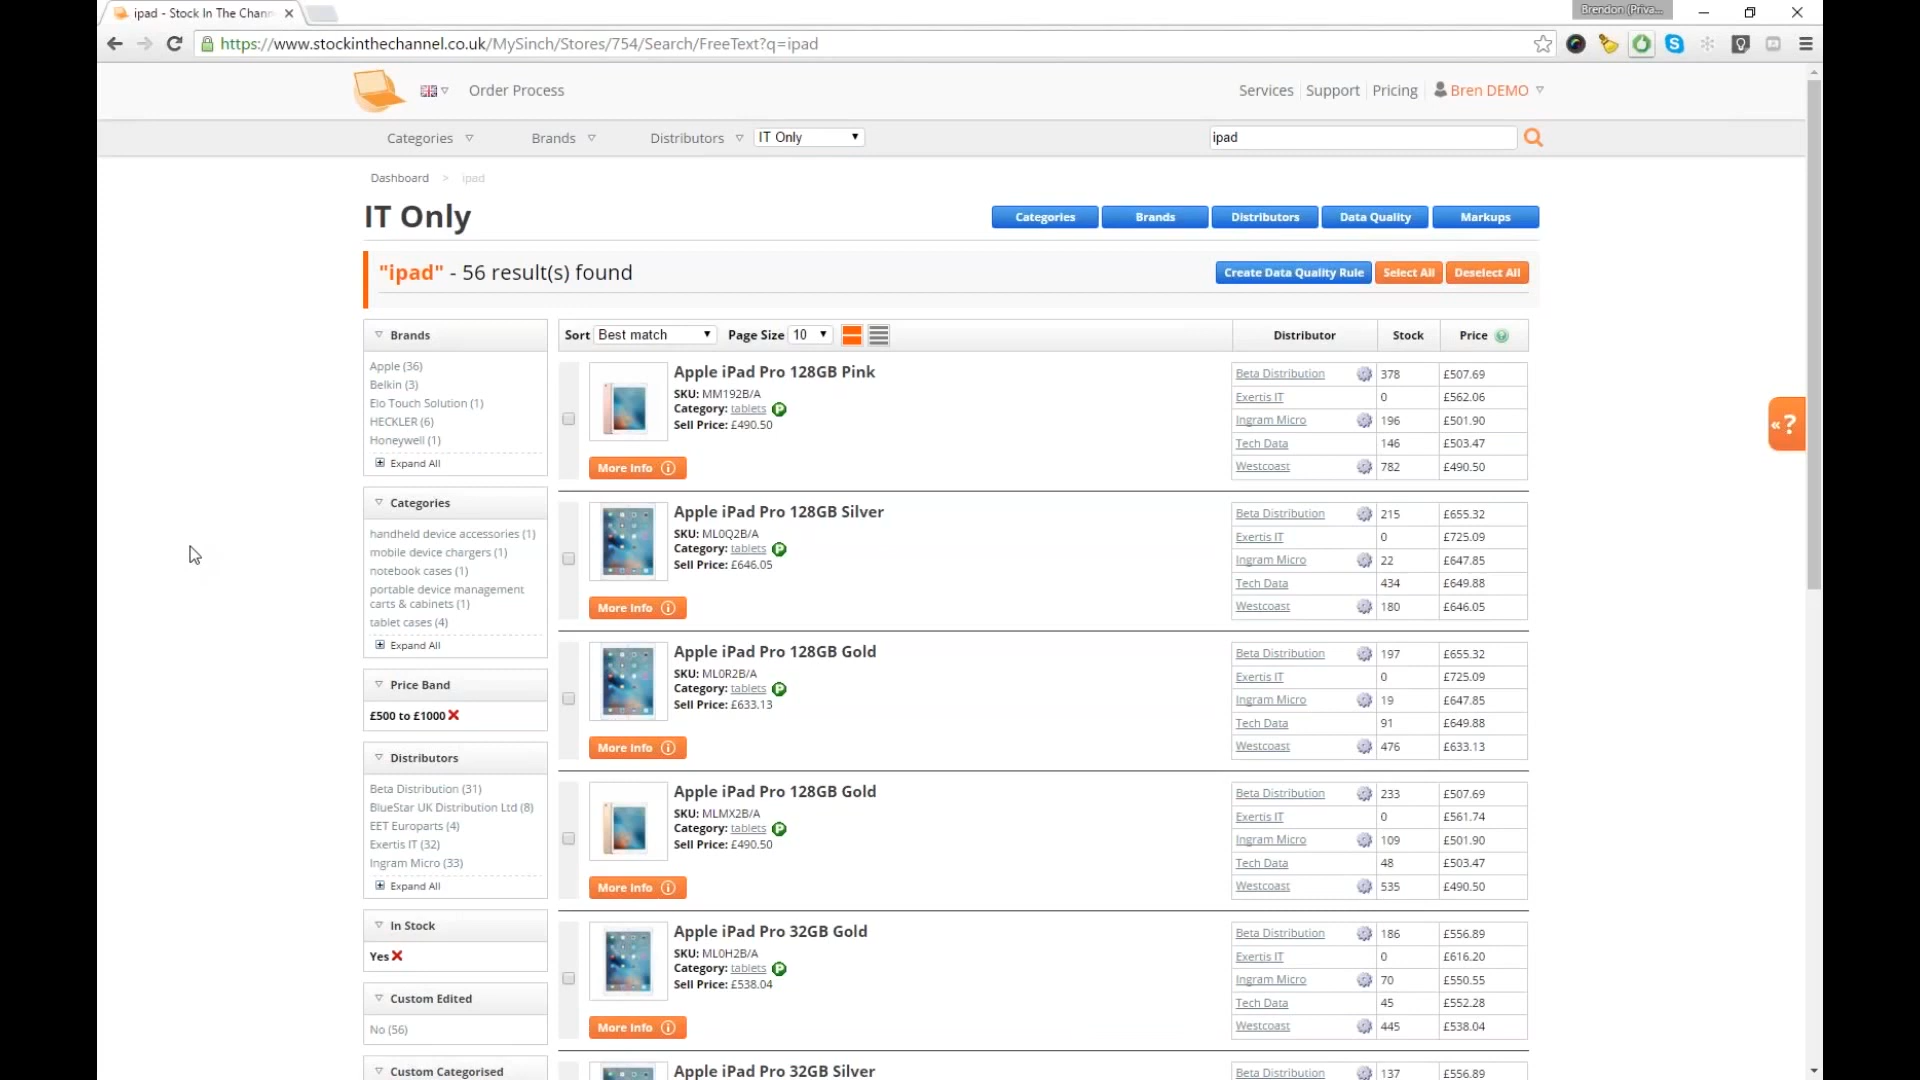 ipad - Stock In The Chann
Brendon (Priva...
https://www.stockinthechannel.co.uk/MySinch/Stores/754/Search/FreeText?q=ipad
Order Process
Services
Support
Pricing
Bren DEMO
Categories
Brands
Distributors
IT Only
ipad
Dashboard > ipad
IT Only
Categories
Brands
Distributors
Data Quality
Markups
"ipad" - 56 result(s) found
Create Data Quality Rule
Select All
Deselect All
Brands
Apple (36)
Belkin (3)
Elo Touch Solution (1)
HECKLER (6)
Honeywell (1)
Expand All
Categories
handheld device accessories (1)
mobile device chargers (1)
notebook cases (1)
portable device management
carts & cabinets (1)
tablet cases (4)
Expand All
Price Band
£500 to £1000
Distributors
Beta Distribution (31)
BlueStar UK Distribution Ltd (8)
EET Europarts (4)
Exertis IT (32)
Ingram Micro (33)
Expand All
In Stock
Yes
Custom Edited
No (56)
Custom Categorised
Sort Best match Page Size 10 Distributor Stock Price
Apple iPad Pro 128GB Pink
SKU: MM192B/A
Category: tablets P
Sell Price: £490.50
More Info
Beta Distribution 378 £507.69
Exertis IT 0 £562.06
Ingram Micro 196 £501.90
Tech Data 146 £503.47
Westcoast 782 £490.50
Apple iPad Pro 128GB Silver
SKU: ML0Q2B/A
Category: tablets P
Sell Price: £646.05
More Info
Beta Distribution 215 £655.32
Exertis IT 0 £725.09
Ingram Micro 22 £647.85
Tech Data 434 £649.88
Westcoast 180 £646.05
Apple iPad Pro 128GB Gold
SKU: ML0R2B/A
Category: tablets P
Sell Price: £633.13
More Info
Beta Distribution 197 £655.32
Exertis IT 0 £725.09
Ingram Micro 19 £647.85
Tech Data 91 £649.88
Westcoast 476 £633.13
Apple iPad Pro 128GB Gold
SKU: MLMX2B/A
Category: tablets P
Sell Price: £490.50
More Info
Beta Distribution 233 £507.69
Exertis IT 0 £561.74
Ingram Micro 109 £501.90
Tech Data 48 £503.47
Westcoast 535 £490.50
Apple iPad Pro 32GB Gold
SKU: ML0H2B/A
Category: tablets P
Sell Price: £538.04
More Info
Beta Distribution 186 £556.89
Exertis IT 0 £616.20
Ingram Micro 70 £550.55
Tech Data 45 £552.28
Westcoast 445 £538.04
Apple iPad Pro 32GB Silver
Beta Distribution 137 £556.89
« ?